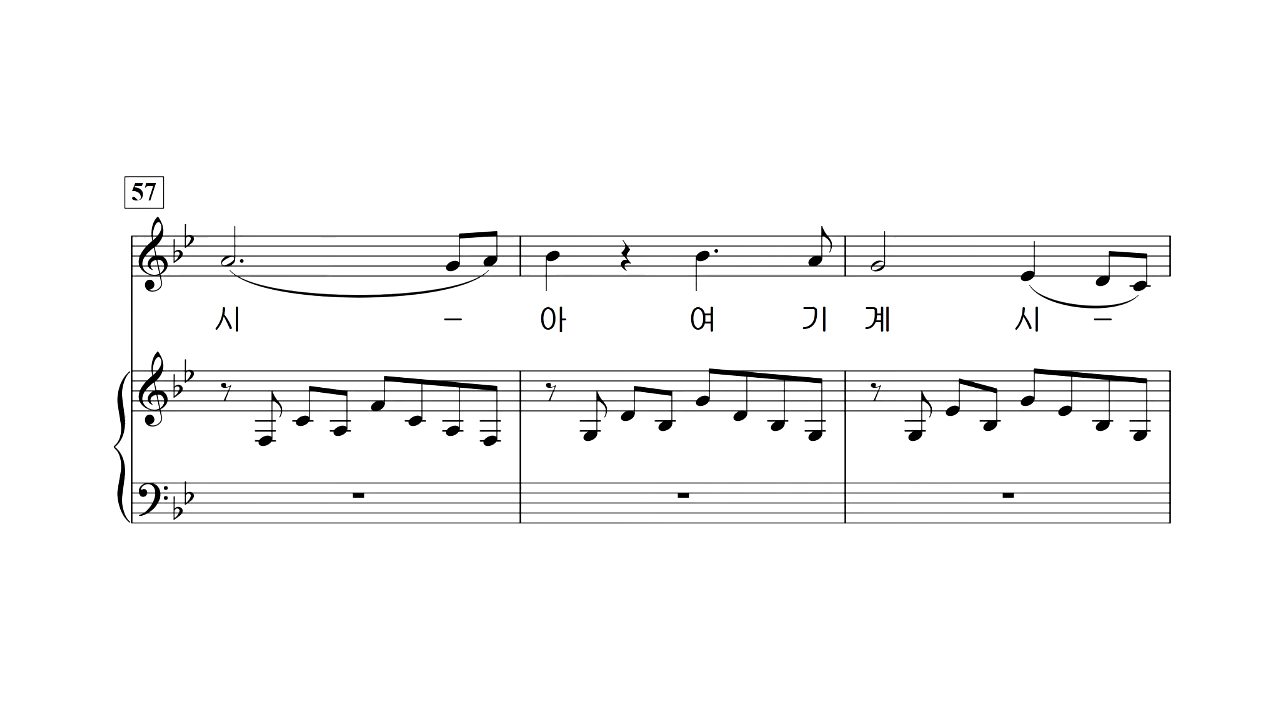 57
시 – 아 여 기 계 시 –